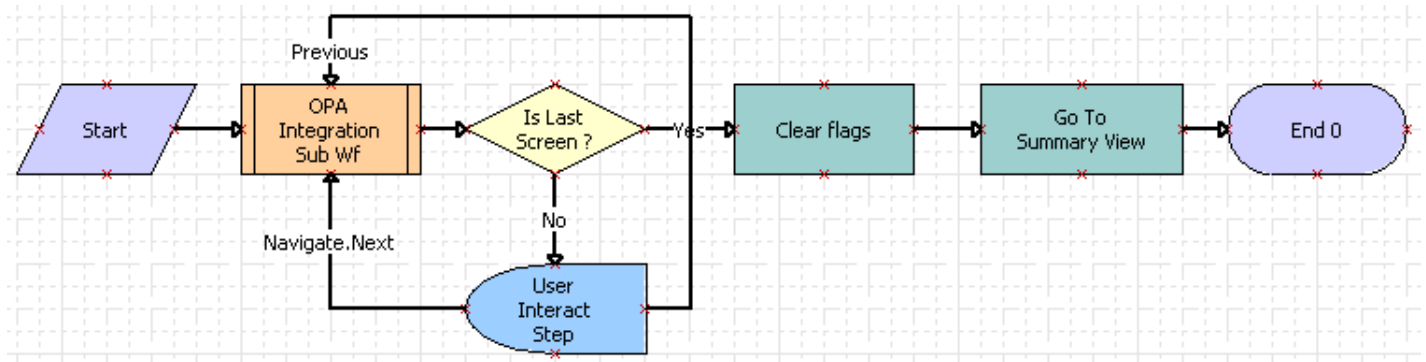 Previous
Start
OPA
Integration
Sub Wf
Is Last
Screen ?
Yes
Clear flags
Go To
Summary View
End 0
No
Navigate.Next
User
Interact
Step